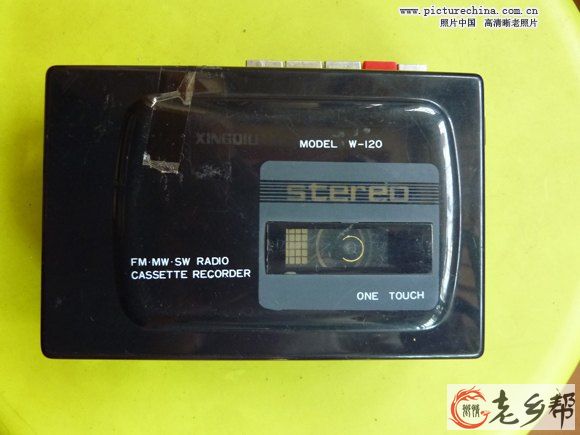 www.picturechina.com.cn
照片中国 高清晰老照片
XINGQIU
MODEL W-120
stereo
FM·MW·SW RADIO
CASSETTE RECORDER
ONE TOUCH
老乡帮